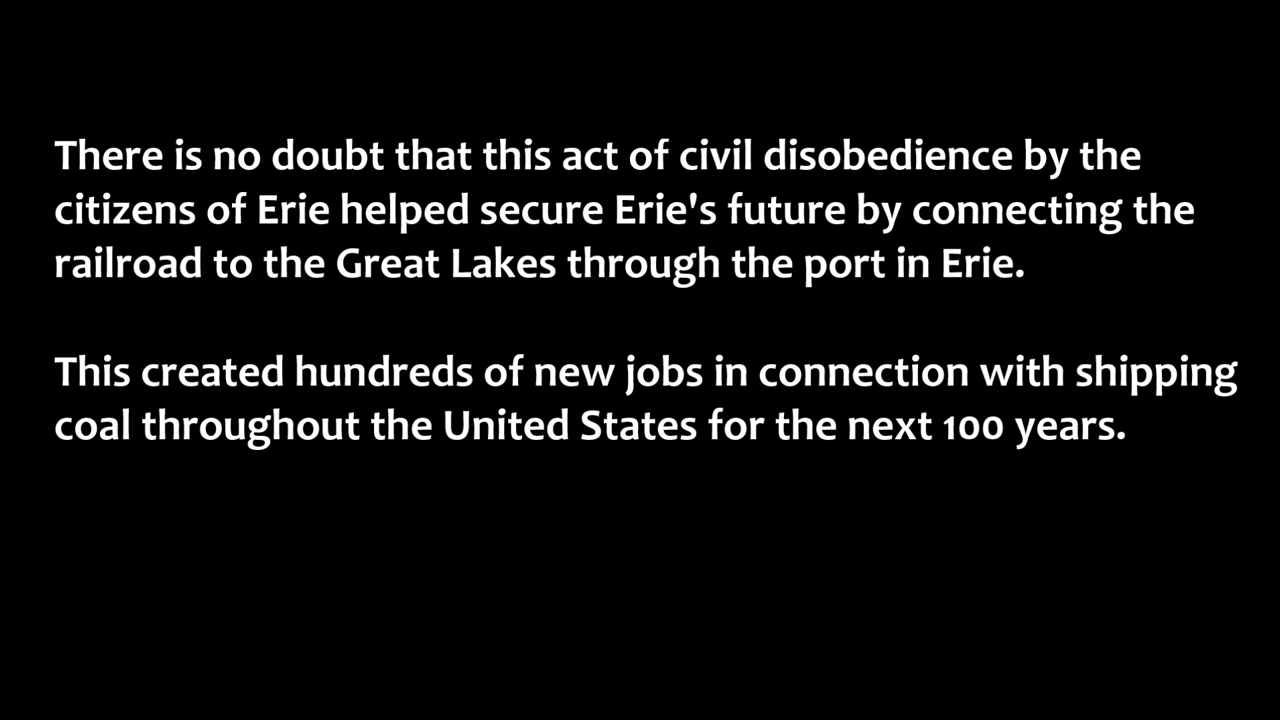 There is no doubt that this act of civil disobedience by the
citizens of Erie helped secure Erie's future by connecting the
railroad to the Great Lakes through the port in Erie.
This created hundreds of new jobs in connection with shipping
coal throughout the United States for the next 100 years.